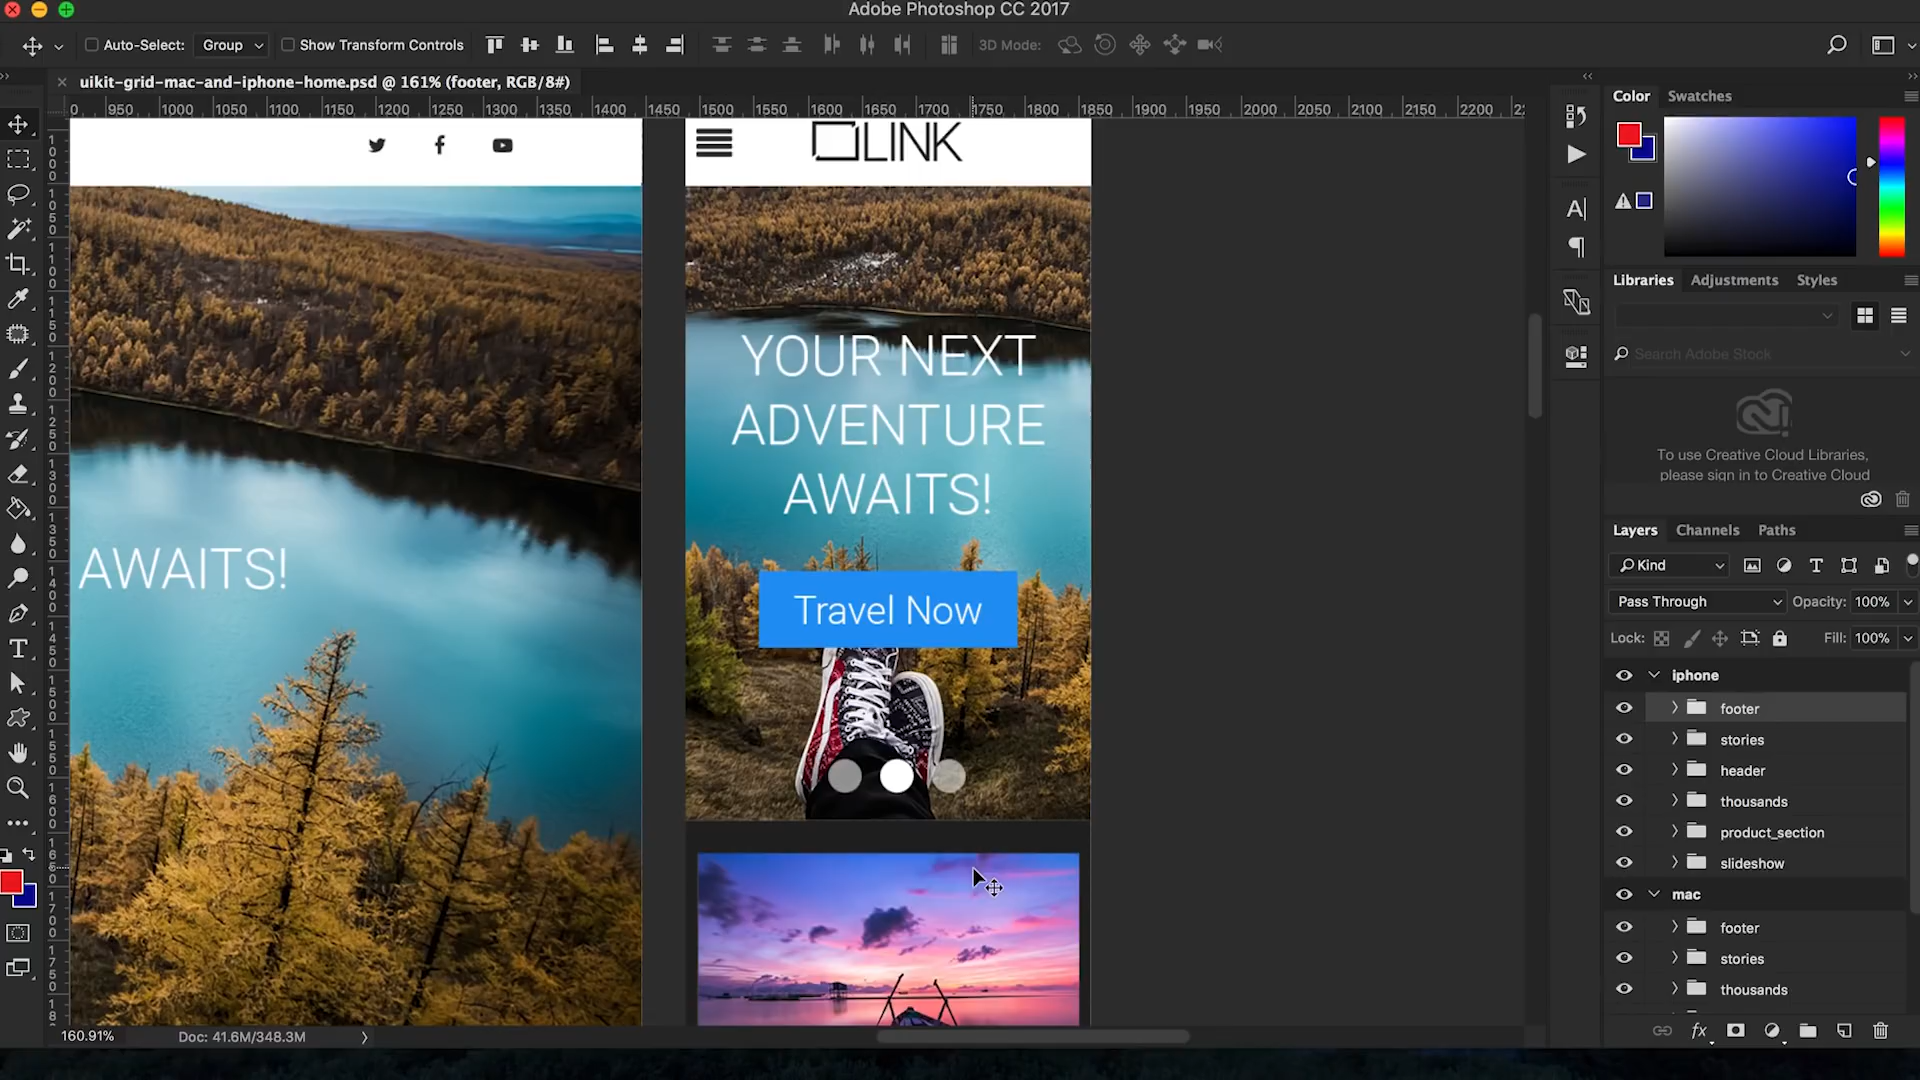 Adobe Photoshop CC 2017
Auto-Select: Group Show Transform Controls 3D Mode:
uikit-grid-mac-and-iphone-home.psd @ 161% (footer, RGB/8#)
0 950 1000 1050 1100 1150 1200 1250 1300 1350 1400 1450 1500 1550 1600 1650 1700 1750 1800 1850 1900 1950 2000 2050 2100 2150 2200
LINK
YOUR NEXT
ADVENTURE
AWAITS!
Travel Now
AWAITS!
Color Swatches
Libraries Adjustments Styles
Search Adobe Stock
To use Creative Cloud Libraries,
please sign in to Creative Cloud
Layers Channels Paths
Kind
Pass Through Opacity: 100%
Lock: Fill: 100%
iphone
footer
stories
header
thousands
product_section
slideshow
mac
footer
stories
thousands
160.91% Doc: 41.6M/348.3M